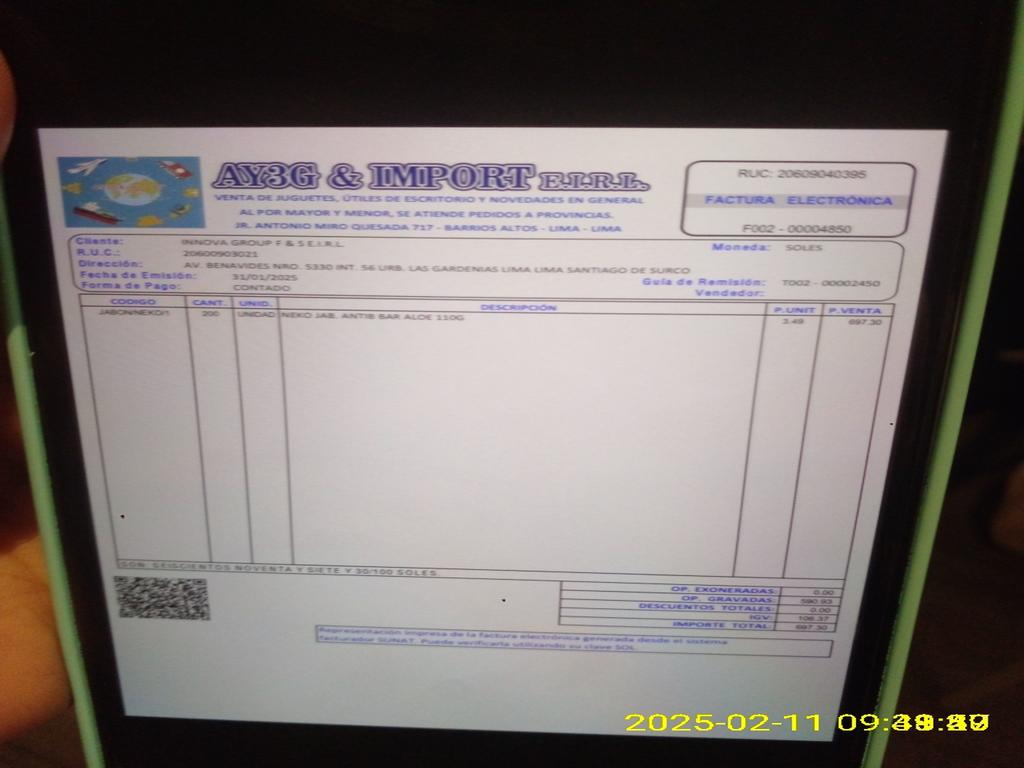 AY3G & IMPORT E.I.R.L.
VENTA DE JUGUETES, ÚTILES DE ESCRITORIO Y NOVEDADES EN GENERAL
AL POR MAYOR Y MENOR, SE ATIENDE PEDIDOS A PROVINCIAS.
JR. ANTONIO MIRO QUESADA 717 - BARRIOS ALTOS - LIMA - LIMA
RUC: 20609040395
FACTURA ELECTRÓNICA
F002 - 00004850
Cliente: INNOVA GROUP F & S E.I.R.L.
R.U.C.: 20600903021
Dirección: AV. BENAVIDES NRO. 5330 INT. 56 URB. LAS GARDENIAS LIMA LIMA SANTIAGO DE SURCO
Fecha de Emisión: 31/01/2025
Forma de Pago: CONTADO
Moneda: SOLES
Guía de Remisión: T002 - 00002450
Vendedor:
CODIGO CANT. UNID. DESCRIPCIÓN P.UNIT P.VENTA
JABON/NEKO/1 200 UNIDAD NEKO JAB. ANTIB BAR ALOE 110G 3.49 697.30
SON: SEISCIENTOS NOVENTA Y SIETE Y 30/100 SOLES.
OP. EXONERADAS: 0.00
OP. GRAVADAS: 590.93
DESCUENTOS TOTALES: 0.00
IGV: 106.37
IMPORTE TOTAL: 697.30
Representación impresa de la factura electrónica generada desde el sistema
facturador SUNAT. Puede verificarla utilizando su clave SOL.
2025-02-11 09: